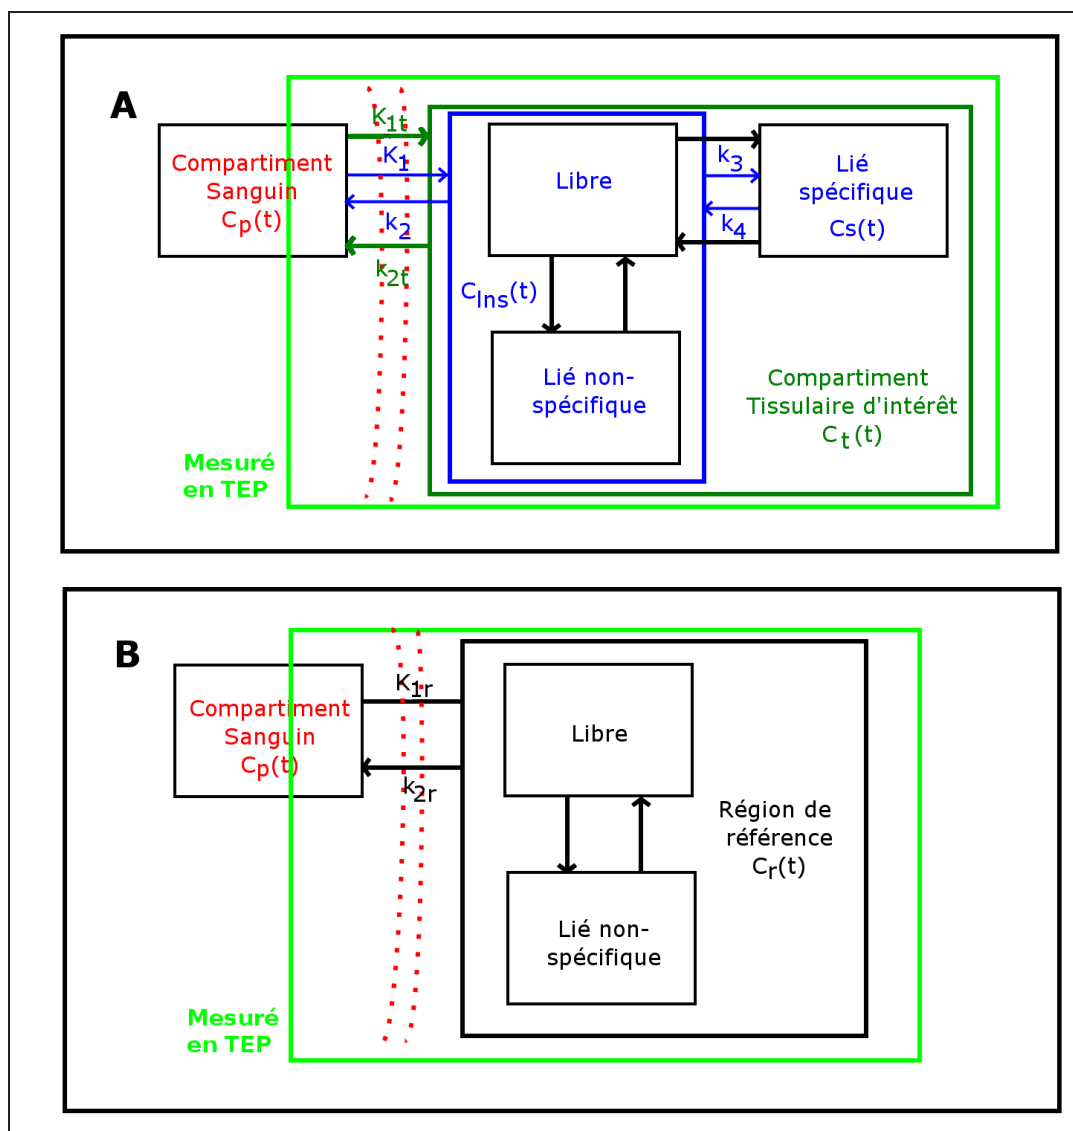 A
Compartiment
Sanguin
Cp(t)
K1t
K1
k2
k2t
Libre
k3
k4
Lié
spécifique
Cs(t)
Clns(t)
Lié non-
spécifique
Compartiment
Tissulaire d'intérêt
Ct(t)
Mesuré
en TEP
B
Compartiment
Sanguin
Cp(t)
K1r
k2r
Libre
Région de
référence
Cr(t)
Lié non-
spécifique
Mesuré
en TEP